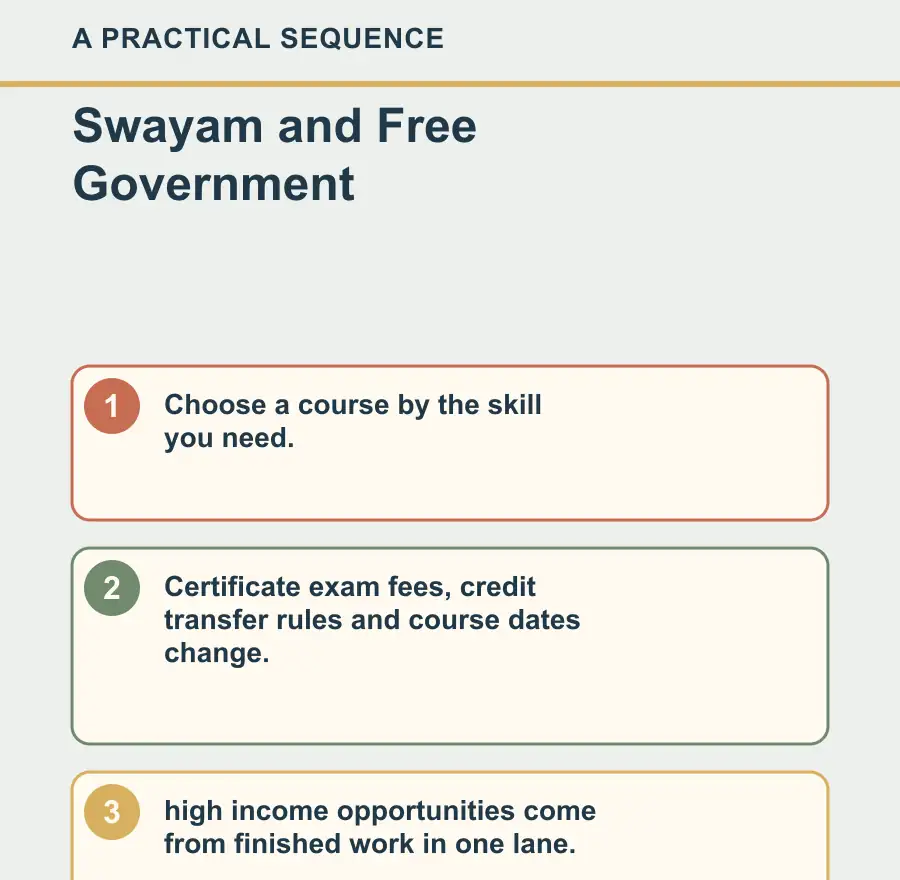 A PRACTICAL SEQUENCE
Swayam and Free
Government
1
Choose a course by the skill
you need.
2
Certificate exam fees, credit
transfer rules and course dates
change.
3
high income opportunities come
from finished work in one lane.